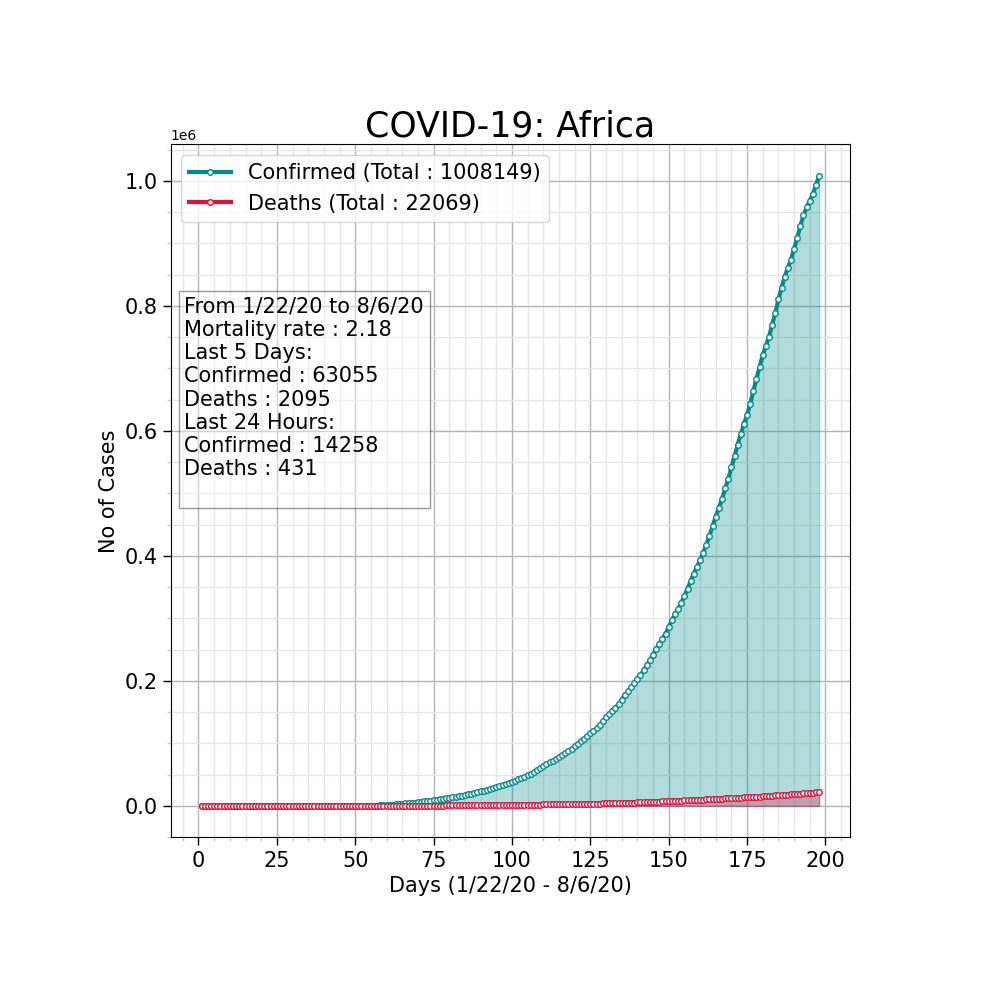 COVID-19: Africa
1e6
Confirmed (Total : 1008149)
Deaths (Total : 22069)
From 1/22/20 to 8/6/20
Mortality rate : 2.18
Last 5 Days:
Confirmed : 63055
Deaths : 2095
Last 24 Hours:
Confirmed : 14258
Deaths : 431
No of Cases
1.0
0.8
0.6
0.4
0.2
0.0
0 25 50 75 100 125 150 175 200
Days (1/22/20 - 8/6/20)